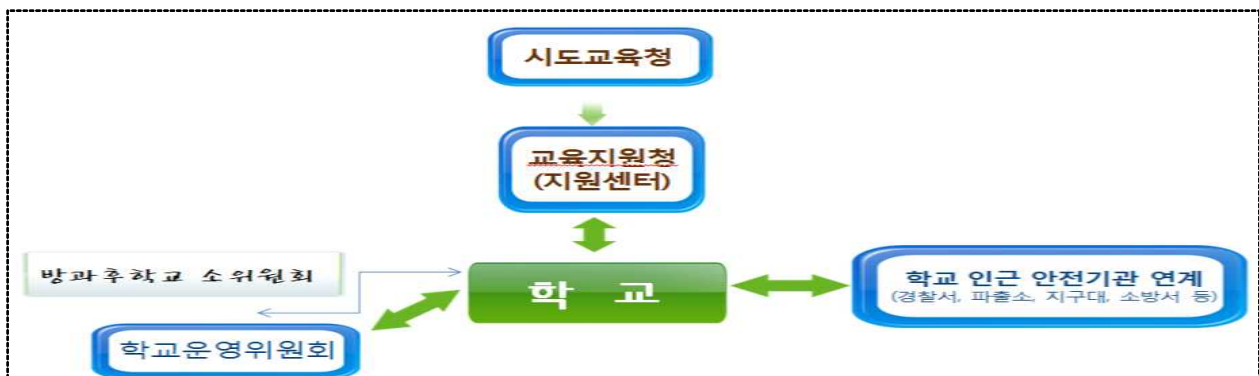 시도교육청
교육지원청
(지원센터)
방과후학교 소위원회
학 교
학교 인근 안전기관 연계
(경찰서, 파출소, 지구대, 소방서 등)
학교운영위원회